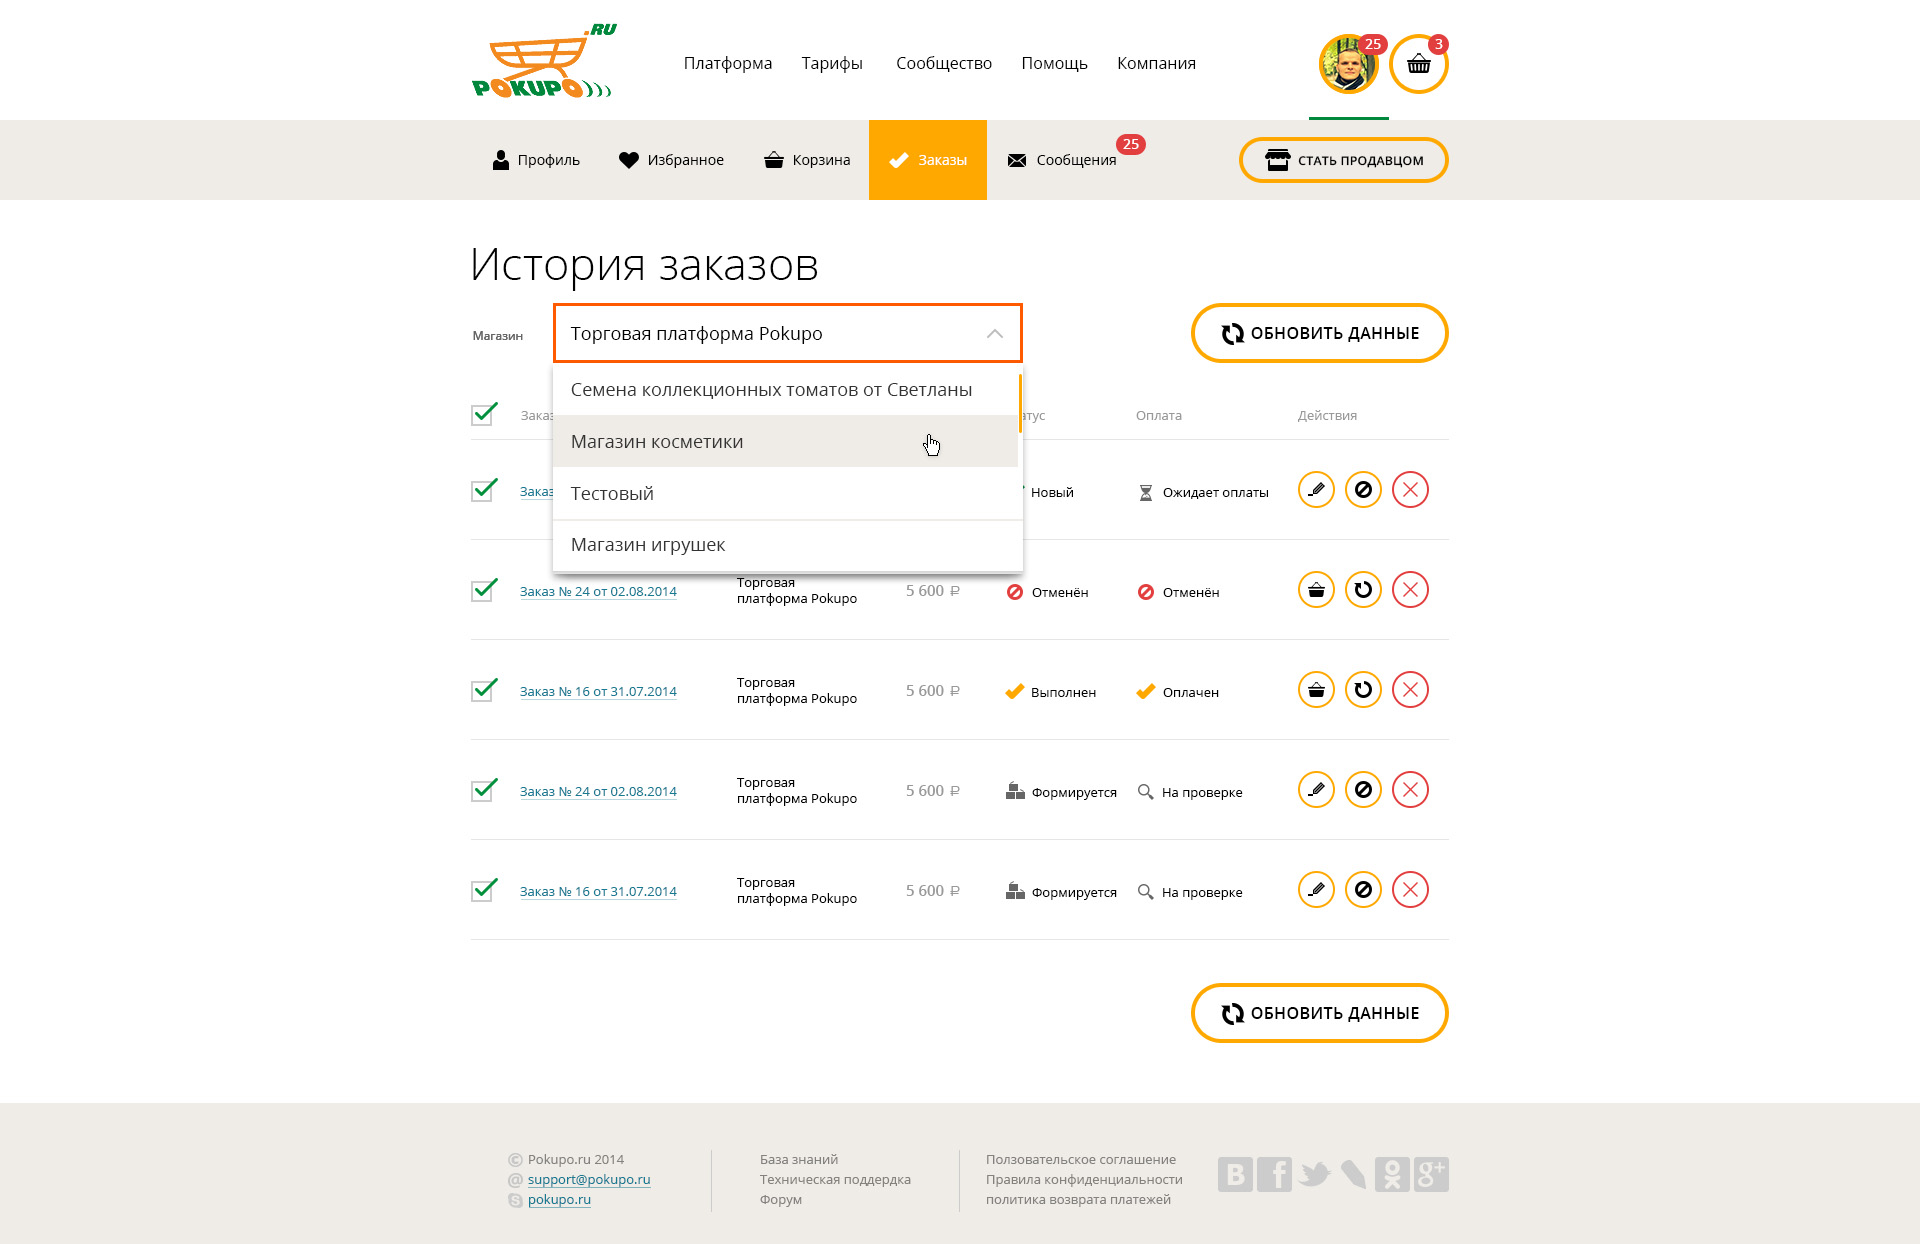 .RU
POKUPO
Платформа Тарифы Сообщество Помощь Компания
25
3
Профиль Избранное Корзина Заказы Сообщения 25 СТАТЬ ПРОДАВЦОМ
История заказов
Магазин Торговая платформа Pokupo ОБНОВИТЬ ДАННЫЕ
Семена коллекционных томатов от Светланы
Магазин косметики
Тестовый
Магазин игрушек
Заказ атус Оплата Действия
Заказ Новый Ожидает оплаты
Заказ № 24 от 02.08.2014 Торговая
платформа Pokupo 5 600 ₽ Отменён Отменён
Заказ № 16 от 31.07.2014 Торговая
платформа Pokupo 5 600 ₽ Выполнен Оплачен
Заказ № 24 от 02.08.2014 Торговая
платформа Pokupo 5 600 ₽ Формируется На проверке
Заказ № 16 от 31.07.2014 Торговая
платформа Pokupo 5 600 ₽ Формируется На проверке
ОБНОВИТЬ ДАННЫЕ
© Pokupo.ru 2014
@ support@pokupo.ru
pokupo.ru
База знаний
Техническая поддержка
Форум
Ползовательское соглашение
Правила конфиденциальности
политика возврата платежей